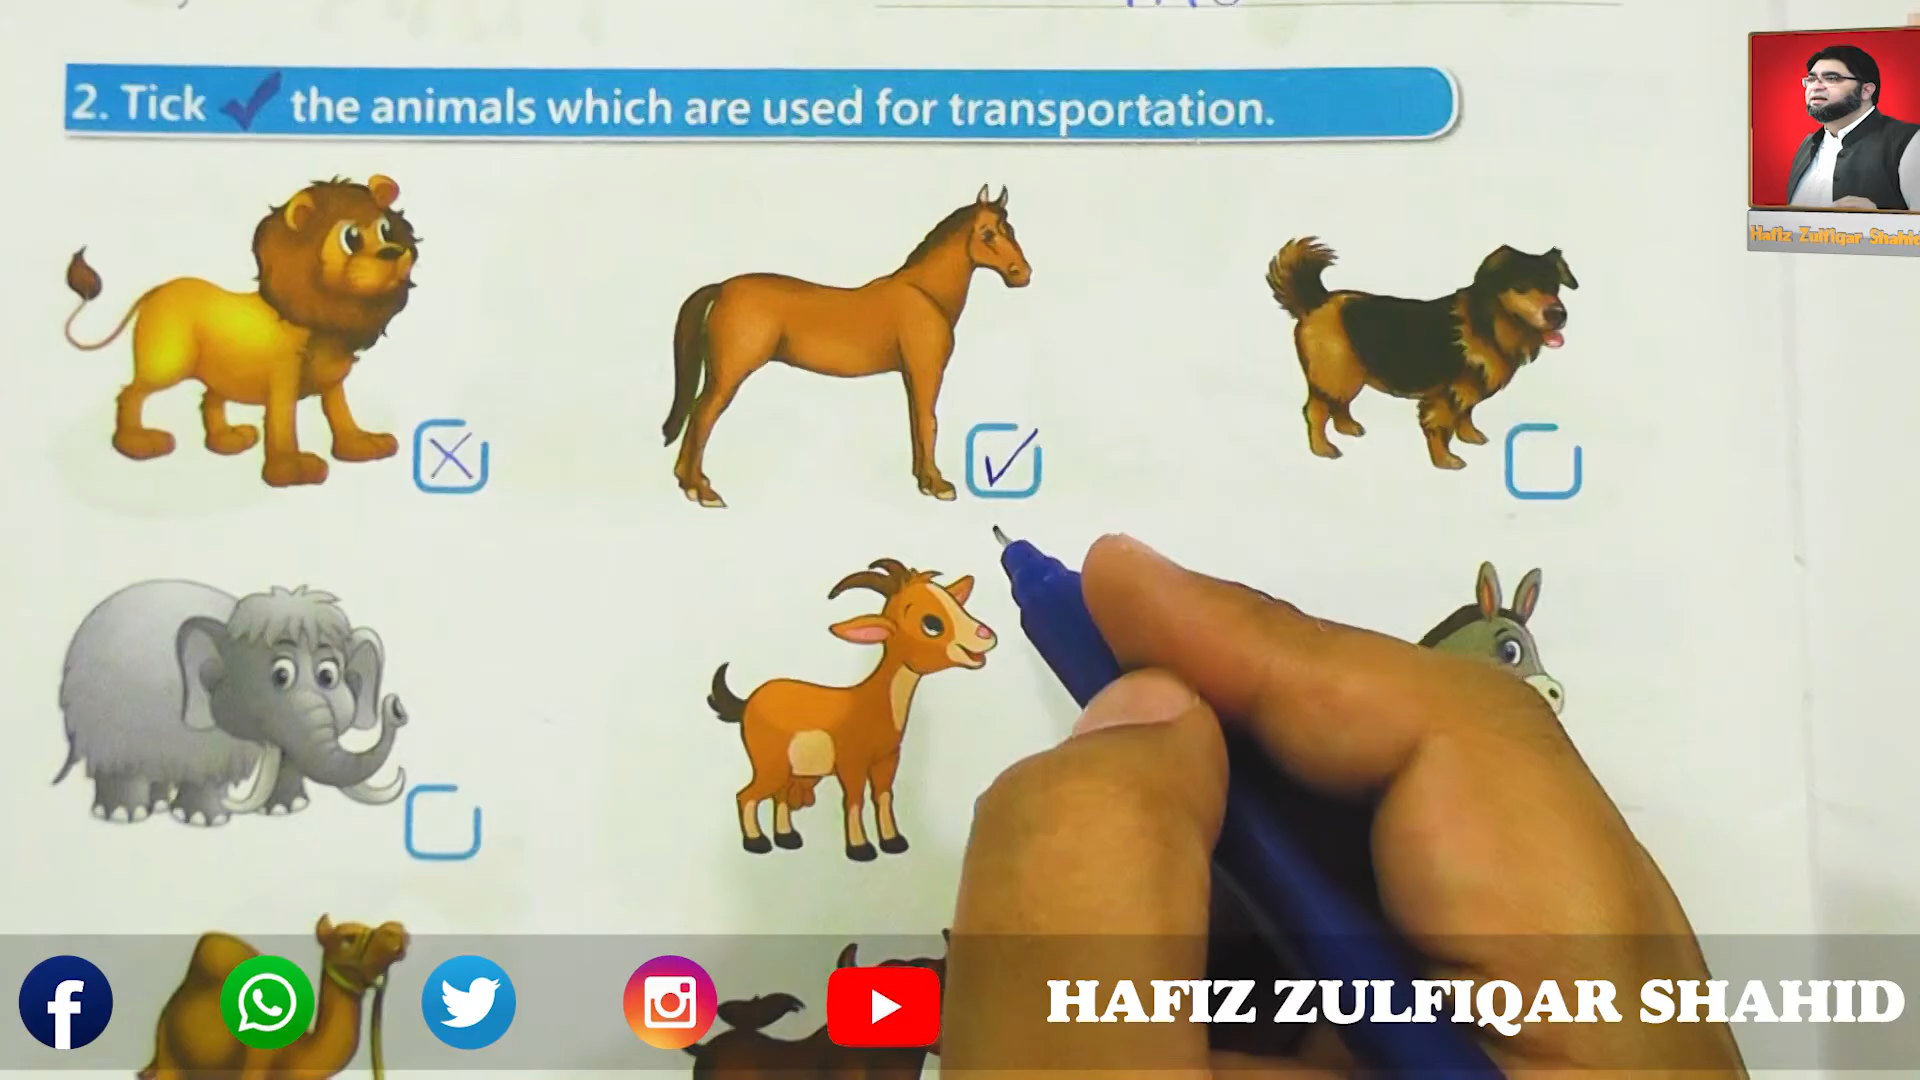 2. Tick ✓ the animals which are used for transportation.
Hafiz Zulfiqar Shahid
HAFIZ ZULFIQAR SHAHID